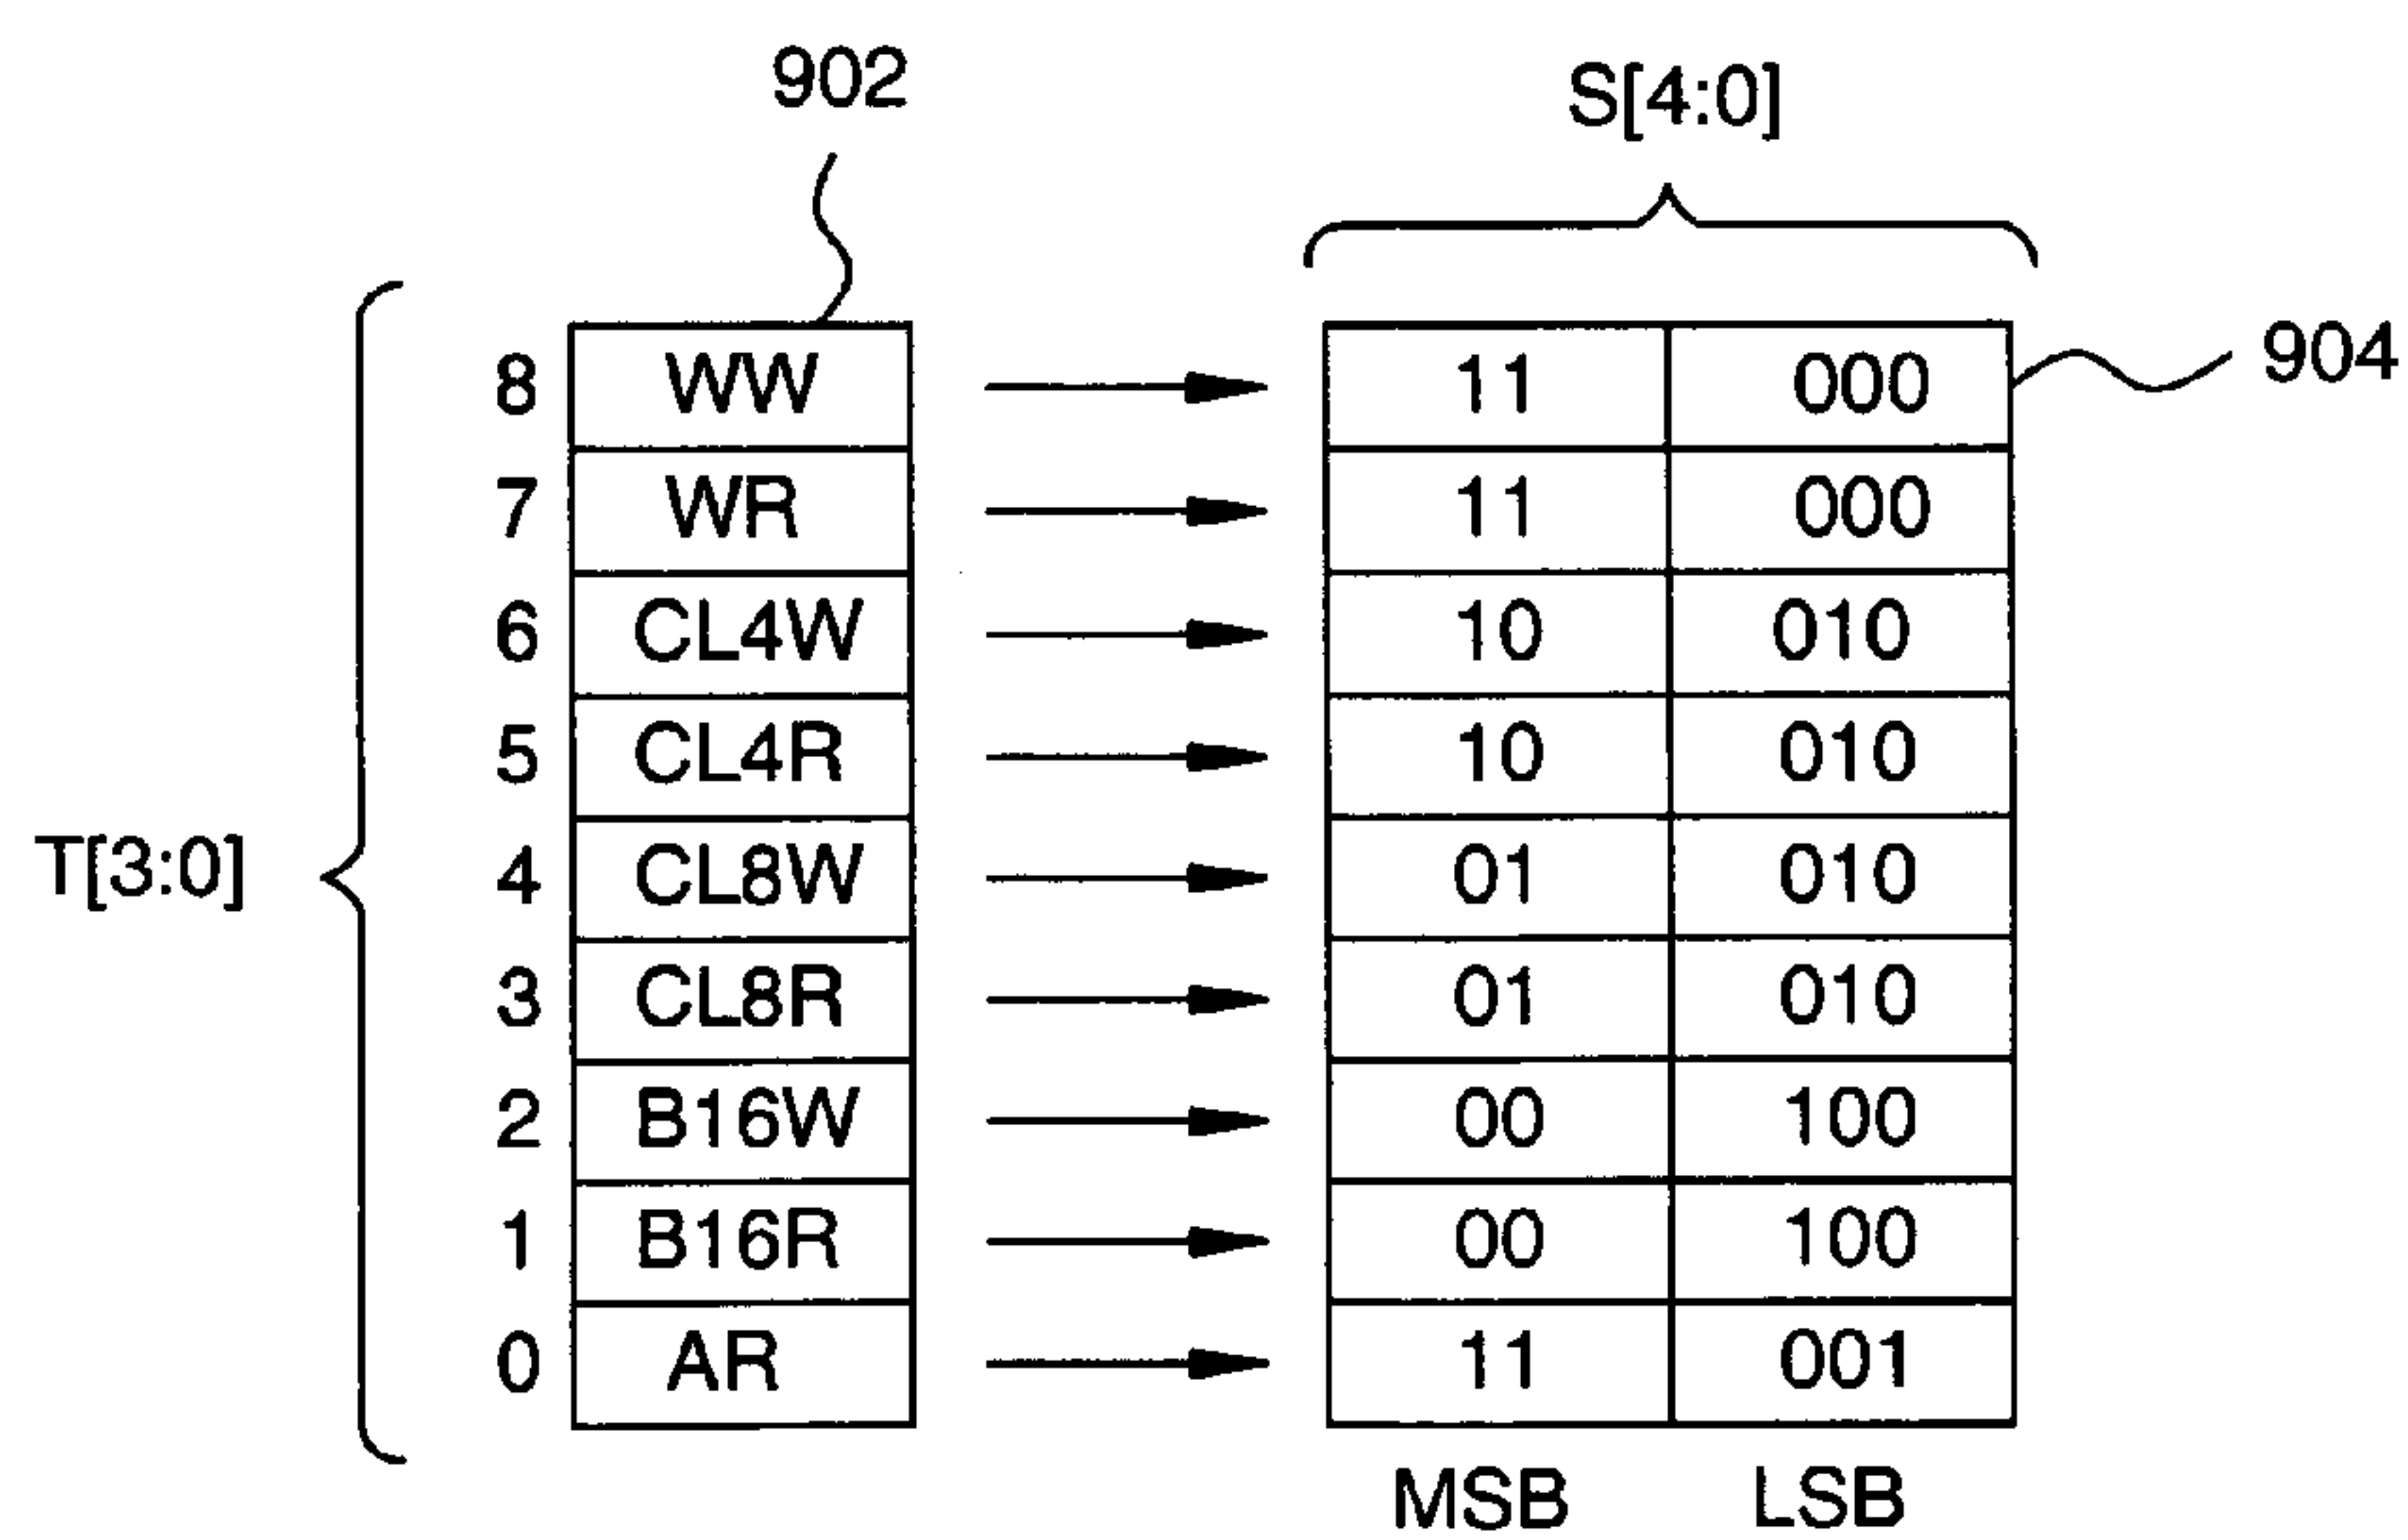 902
S[4:0]
904
8 WW 11 000
7 WR 11 000
6 CL4W 10 010
5 CL4R 10 010
T[3:0]
4 CL8W 01 010
3 CL8R 01 010
2 B16W 00 100
1 B16R 00 100
0 AR 11 001
MSB LSB